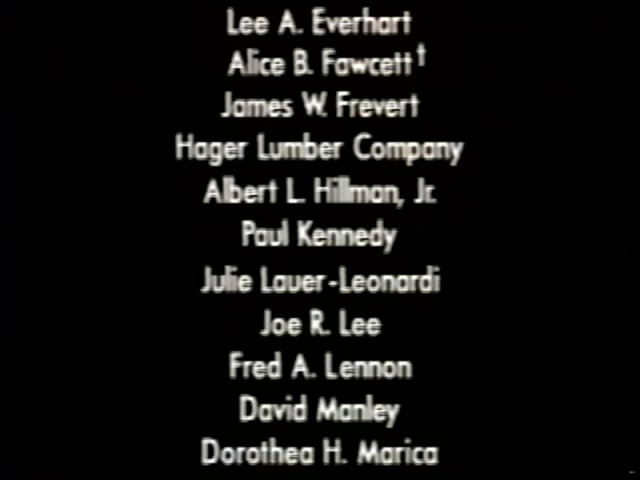 Lee A. Everhart
Alice B. Fawcett†
James W. Frevert
Hager Lumber Company
Albert L. Hillman, Jr.
Paul Kennedy
Julie Lauer-Leonardi
Joe R. Lee
Fred A. Lennon
David Manley
Dorothea H. Marica